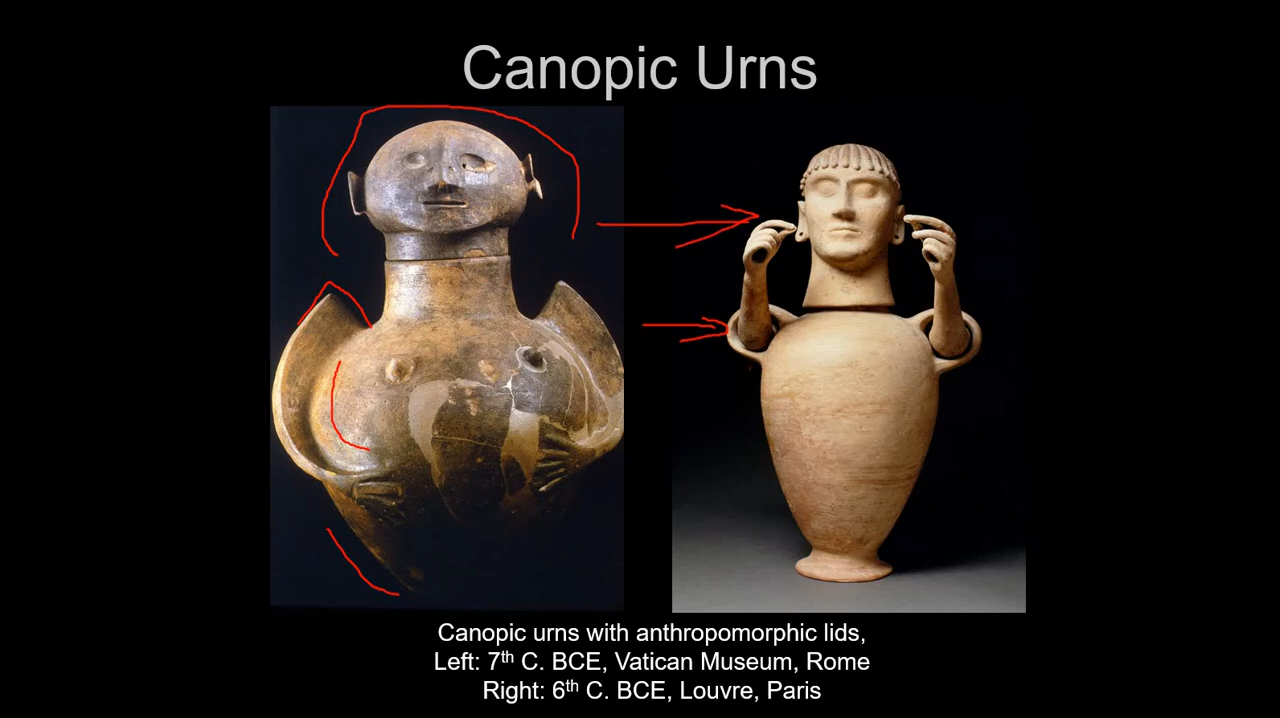 Canopic Urns
Canopic urns with anthropomorphic lids,
Left: 7th C. BCE, Vatican Museum, Rome
Right: 6th C. BCE, Louvre, Paris